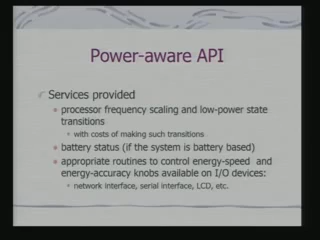 Power-aware API
Services provided
processor frequency scaling and low-power state
transitions
with costs of making such transitions
battery status (if the system is battery based)
appropriate routines to control energy-speed and
energy-accuracy knobs available on I/O devices:
network interface, serial interface, LCD, etc.